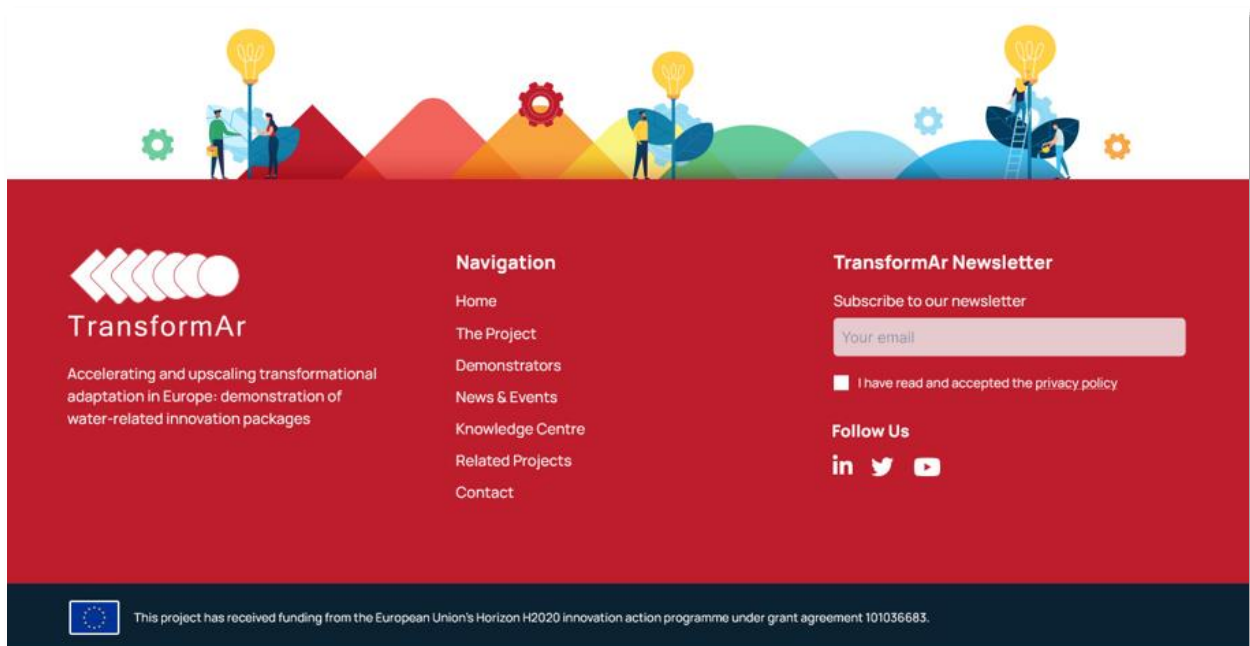 TransformAr
Accelerating and upscaling transformational
adaptation in Europe: demonstration of
water-related innovation packages
Navigation
Home
The Project
Demonstrators
News & Events
Knowledge Centre
Related Projects
Contact
TransformAr Newsletter
Subscribe to our newsletter
Your email
I have read and accepted the privacy policy
Follow Us
in
This project has received funding from the European Union's Horizon H2020 innovation action programme under grant agreement 101036683.